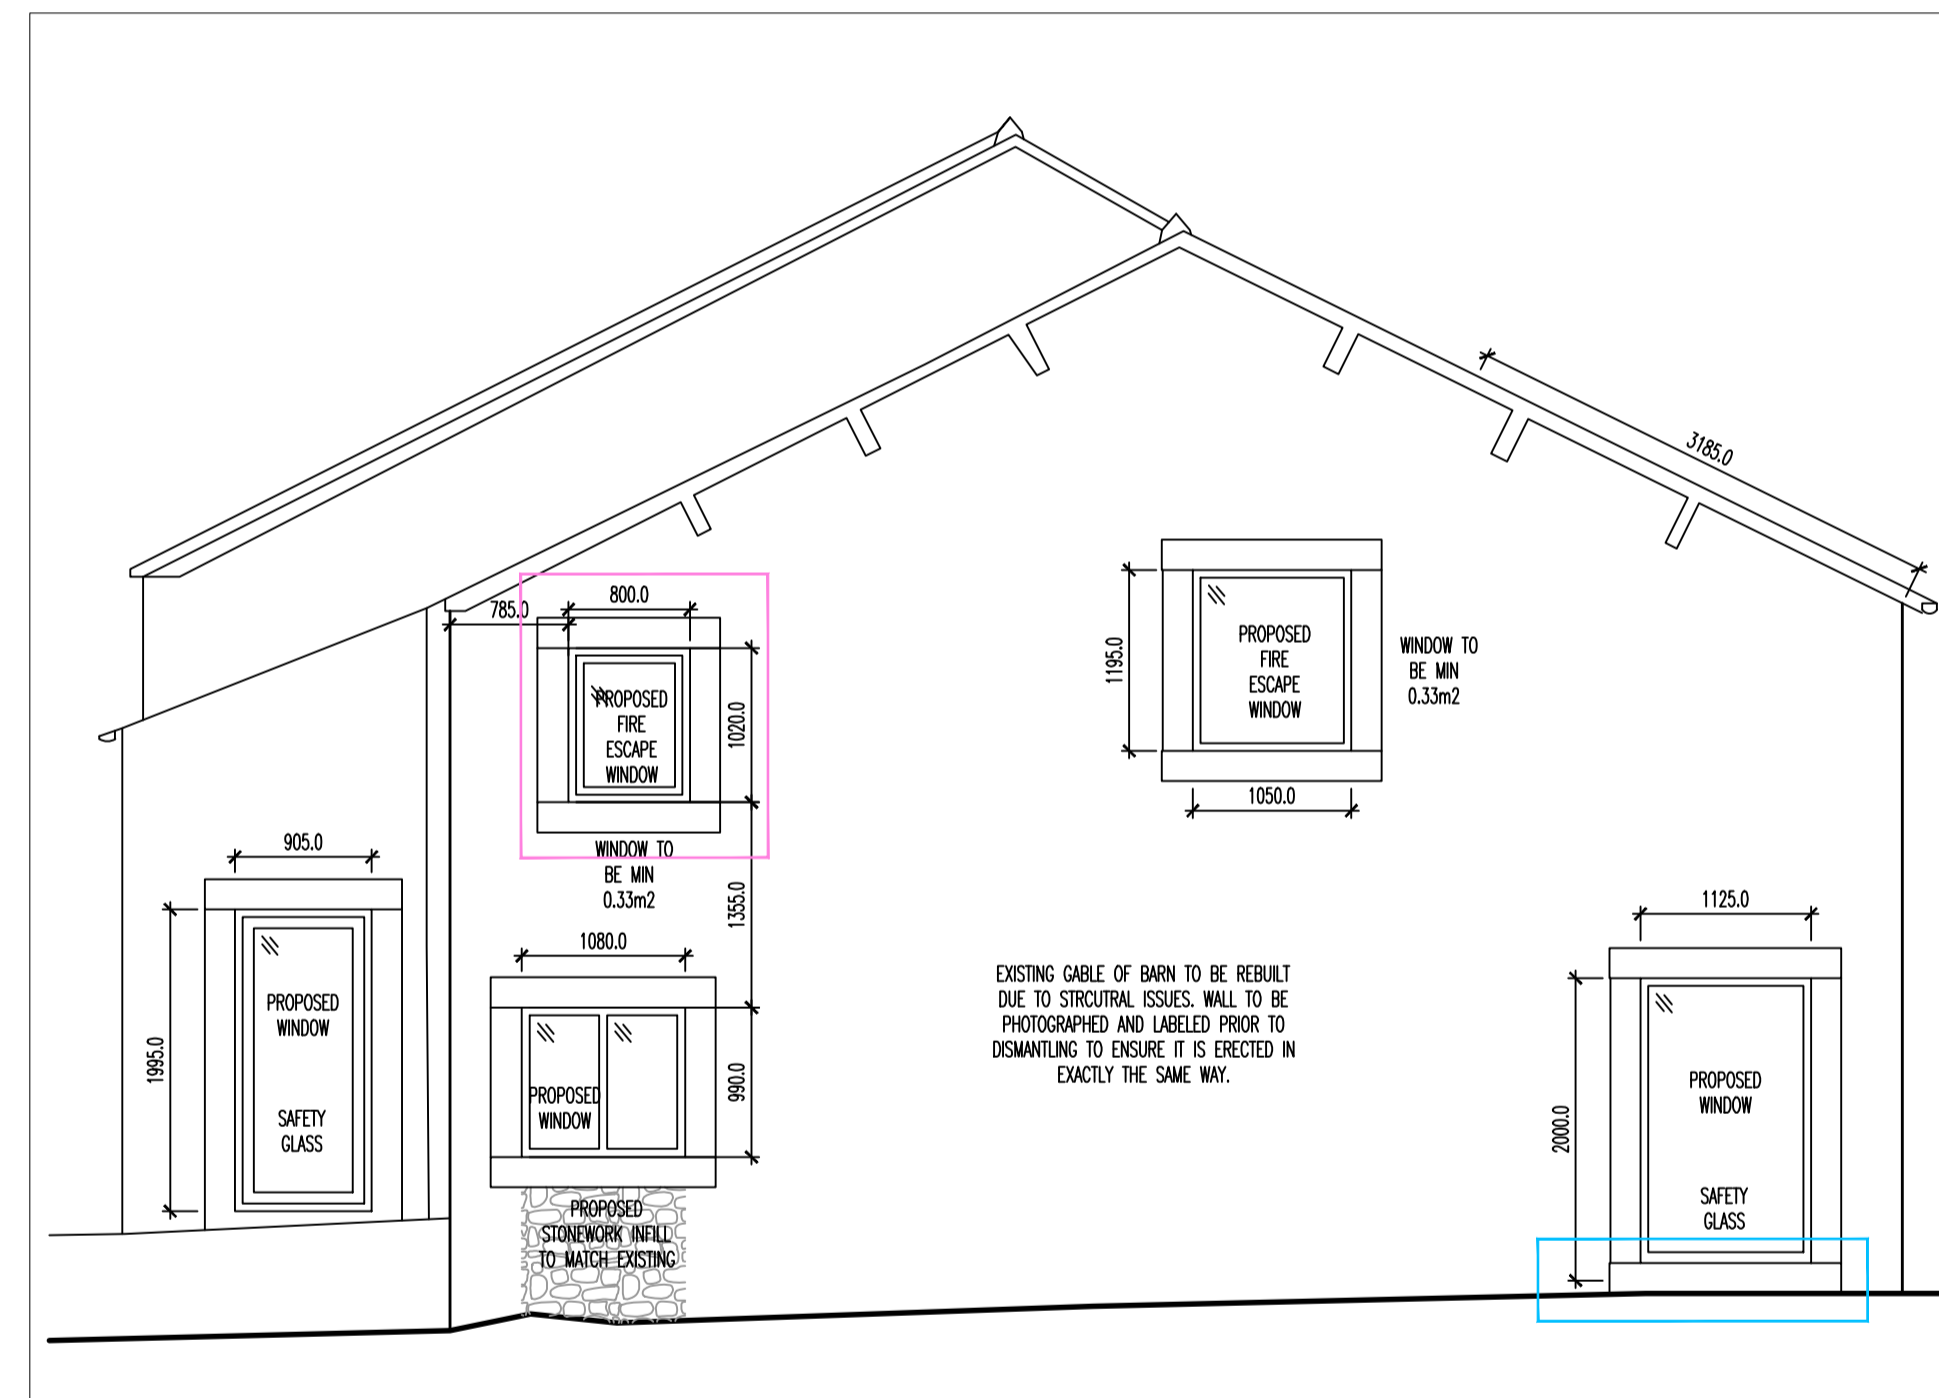 3185.0
785.0
800.0
PROPOSED
FIRE
ESCAPE
WINDOW
1020.0
WINDOW TO
BE MIN
0.33m2
1355.0
1195.0
PROPOSED
FIRE
ESCAPE
WINDOW
1050.0
WINDOW TO
BE MIN
0.33m2
905.0
1995.0
PROPOSED
WINDOW
SAFETY
GLASS
1080.0
PROPOSED
WINDOW
990.0
PROPOSED
STONEWORK INFILL
TO MATCH EXISTING
EXISTING GABLE OF BARN TO BE REBUILT
DUE TO STRCUTRAL ISSUES. WALL TO BE
PHOTOGRAPHED AND LABELED PRIOR TO
DISMANTLING TO ENSURE IT IS ERECTED IN
EXACTLY THE SAME WAY.
1125.0
2000.0
PROPOSED
WINDOW
SAFETY
GLASS